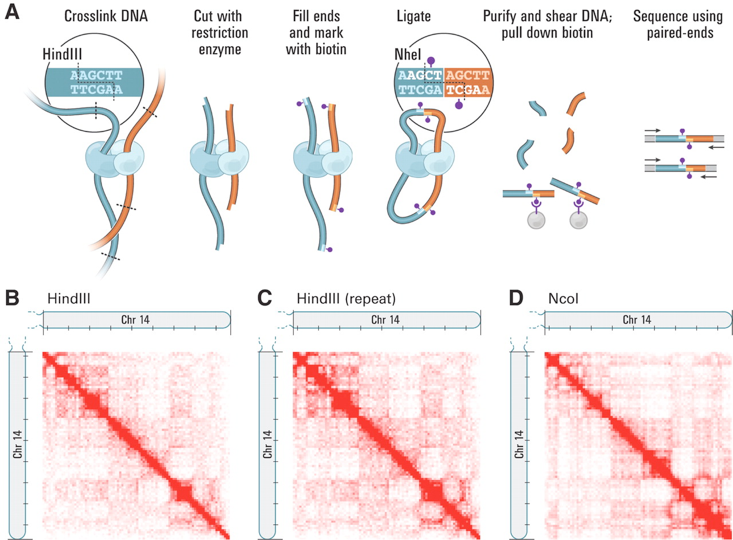 A
Crosslink DNA
Cut with
restriction
enzyme
Fill ends
and mark
with biotin
Ligate
Purify and shear DNA;
pull down biotin
Sequence using
paired-ends
HindIII
AAGCTT
TTCGAA
NheI
AAGCT AGCTT
TTCGA TCGAA
B
HindIII
Chr 14
Chr 14
C
HindIII (repeat)
Chr 14
Chr 14
D
NcoI
Chr 14
Chr 14